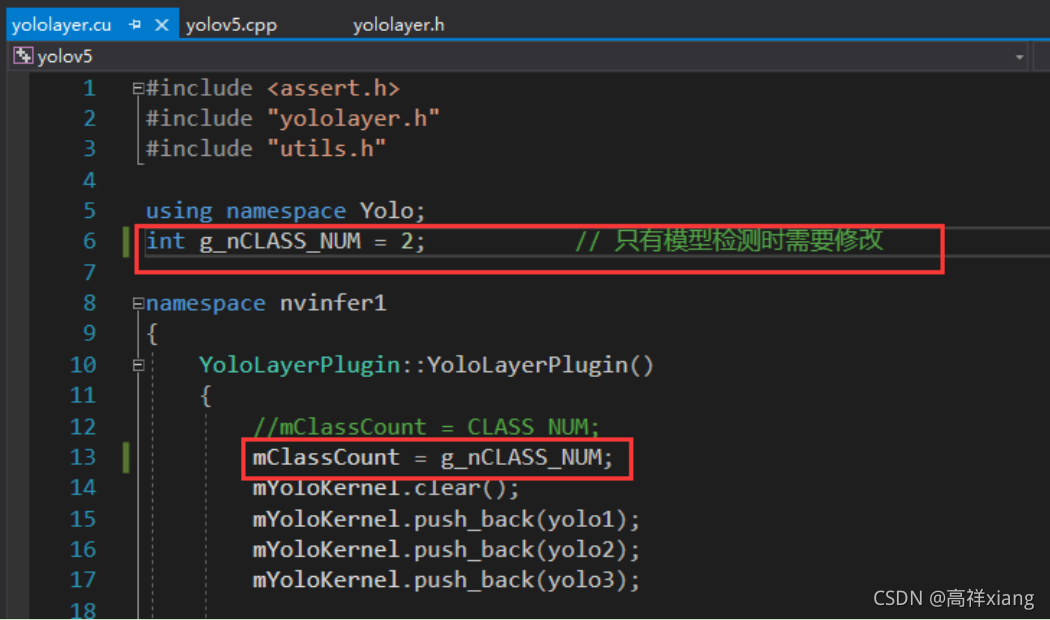 yololayer.cu yolov5.cpp yololayer.h
yolov5
1 #include <assert.h>
2 #include "yololayer.h"
3 #include "utils.h"
4
5 using namespace Yolo;
6 int g_nCLASS_NUM = 2; // 只有模型检测时需要修改
7
8 namespace nvinfer1
9 {
10 YoloLayerPlugin::YoloLayerPlugin()
11 {
12 //mClassCount = CLASS_NUM;
13 mClassCount = g_nCLASS_NUM;
14 mYoloKernel.clear();
15 mYoloKernel.push_back(yolo1);
16 mYoloKernel.push_back(yolo2);
17 mYoloKernel.push_back(yolo3);
18
CSDN @高祥xiang